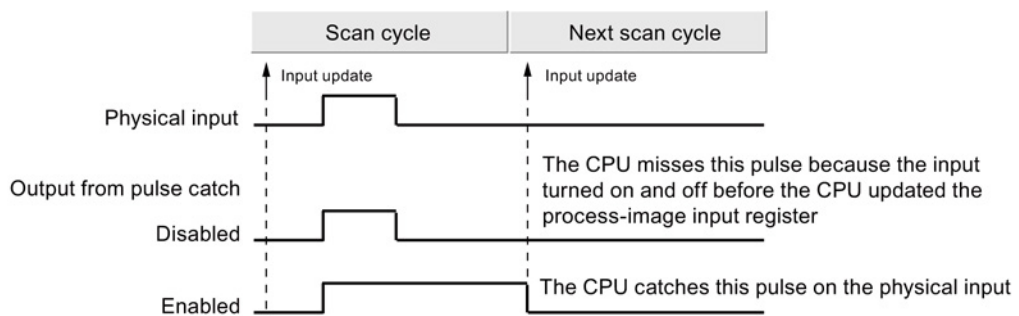 Scan cycle
Next scan cycle
Input update
Input update
Physical input
Output from pulse catch
The CPU misses this pulse because the input
turned on and off before the CPU updated the
process-image input register
Disabled
Enabled
The CPU catches this pulse on the physical input